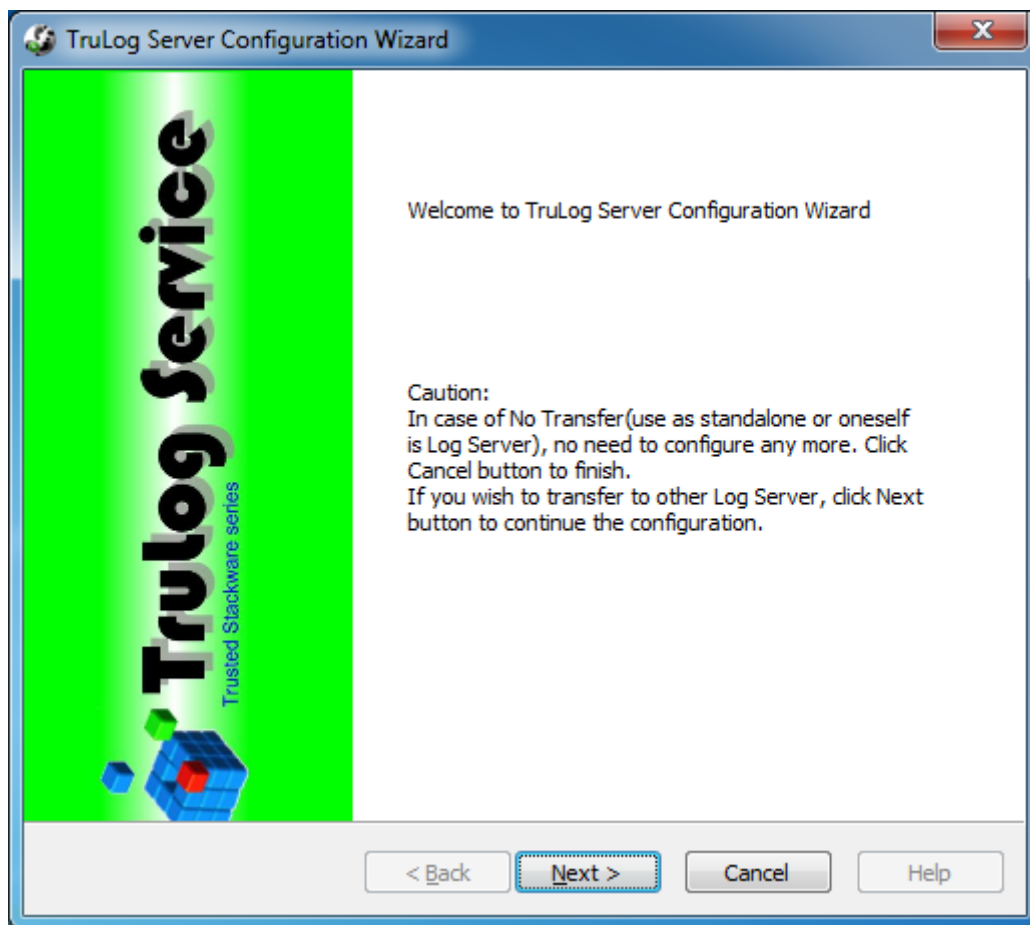 TruLog Server Configuration Wizard
TruLog Service
Trusted Stackware series
Welcome to TruLog Server Configuration Wizard
Caution:
In case of No Transfer(use as standalone or oneself
is Log Server), no need to configure any more. Click
Cancel button to finish.
If you wish to transfer to other Log Server, click Next
button to continue the configuration.
< Back
Next >
Cancel
Help